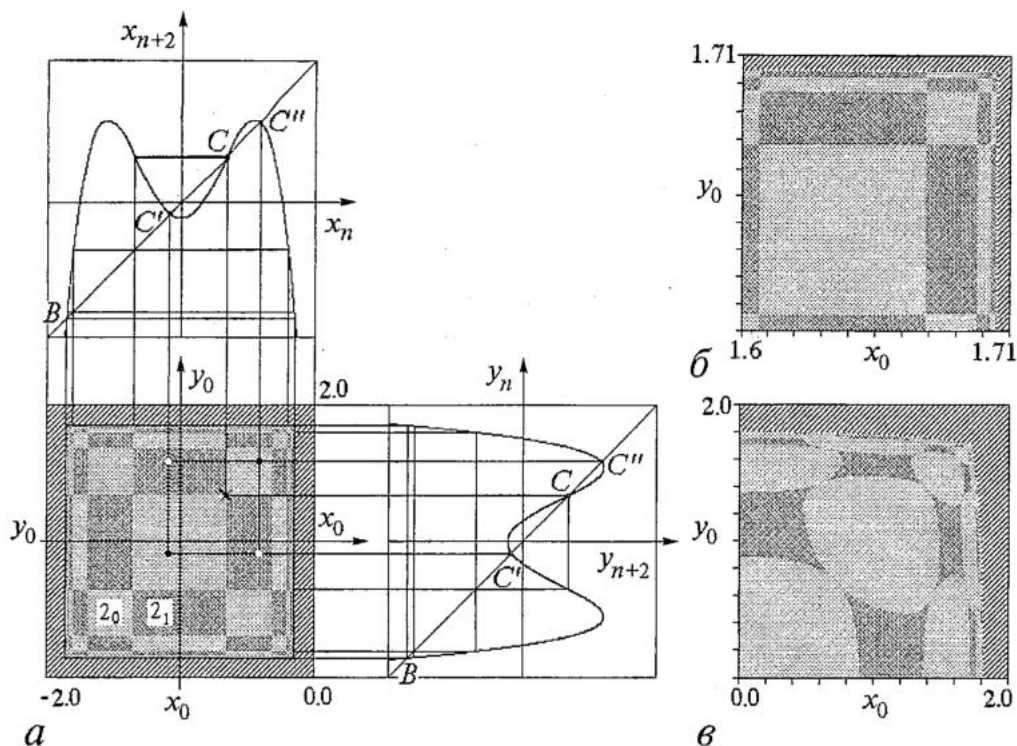 x_{n+2}
C''
C
C'
x_n
B
y_0
2.0
y_n
C''
C
y_0
x_0
C'
y_{n+2}
2_0
2_1
B
-2.0
x_0
0.0
а
1.71
y_0
1.6
x_0
1.71
б
2.0
y_0
0.0
x_0
2.0
в